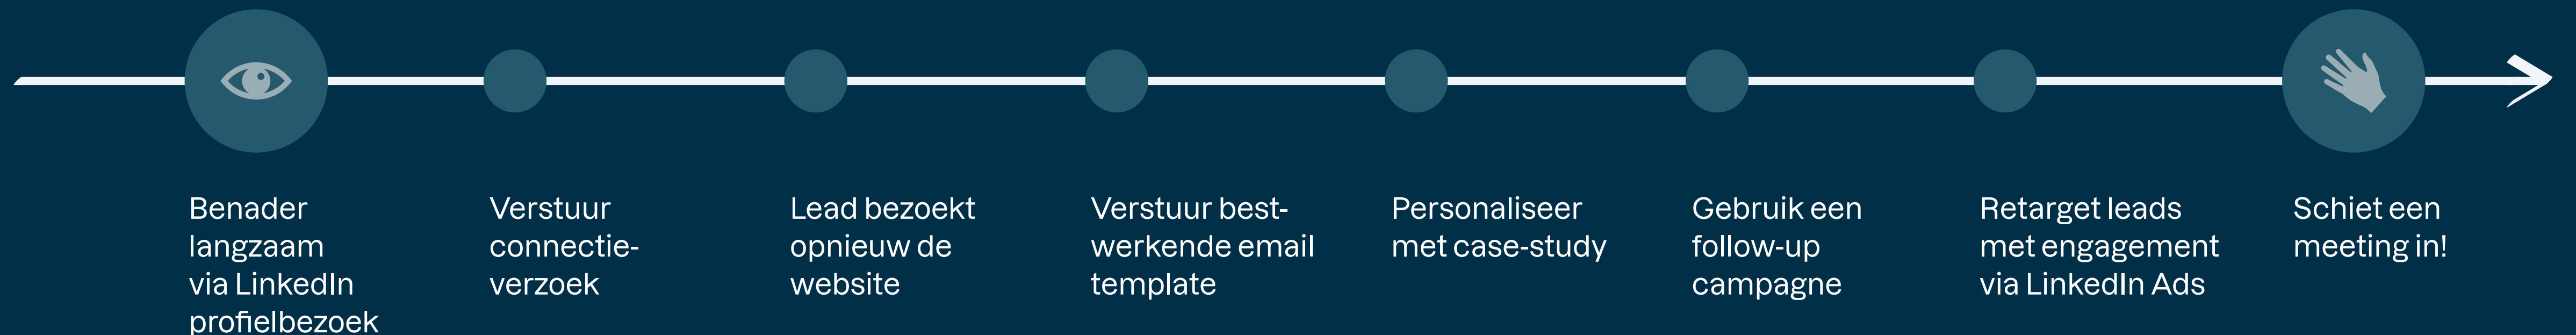 Benader
langzaam
via LinkedIn
profielbezoek
Verstuur
connectie-
verzoek
Lead bezoekt
opnieuw de
website
Verstuur best-
werkende email
template
Personaliseer
met case-study
Gebruik een
follow-up
campagne
Retarget leads
met engagement
via LinkedIn Ads
Schiet een
meeting in!